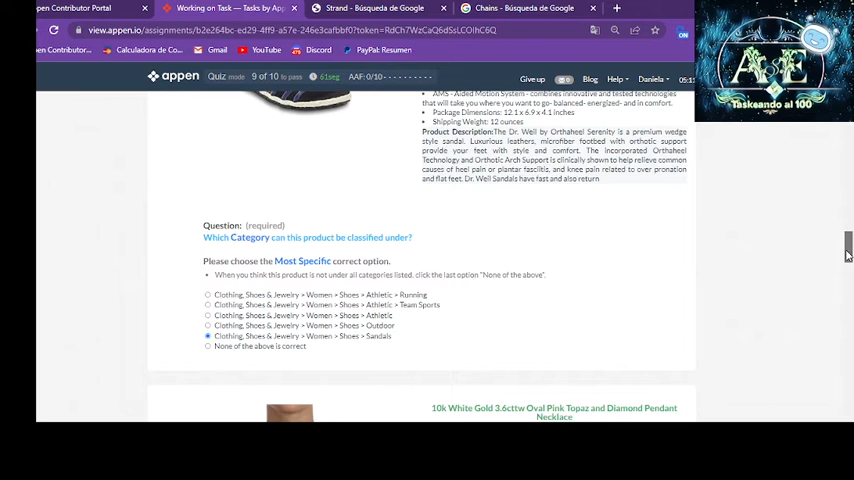 pen Contributor Portal
Working on Task — Tasks by App
Strand - Búsqueda de Google
Chains - Búsqueda de Google
view.appen.io/assignments/b2e264bc-ed29-4ff9-a57e-246e3cafbbf0?token=RdCh7WzCaQ6dSsLCOIhC6Q
ON
en Contributor...
Calculadora de Co...
Gmail
YouTube
Discord
PayPal: Resumen
appen
Quiz mode
9 of 10 to pass
61seg
AAF: 0/10 - - - - - - - - - -
Give up
0
Blog
Help
Daniela
05:11
A E
Taskeando al 100
AMS - Aided Motion System - combines innovative and tested technologies
that will take you where you want to go- balanced- energized- and in comfort.
• Package Dimensions: 12.1 x 6.9 x 4.1 inches
• Shipping Weight: 12 ounces
Product Description:The Dr. Weil by Orthaheel Serenity is a premium wedge
style sandal. Luxurious leathers, microfiber footbed with orthotic support
provide your feet with style and comfort. The incorporated Orthaheel
Technology and Orthotic Arch Support is clinically shown to help relieve common
causes of heel pain or plantar fasciitis, and knee pain related to over pronation
and flat feet. Dr. Weil Sandals have fast and also return
Question: (required)
Which Category can this product be classified under?
Please choose the Most Specific correct option.
• When you think this product is not under all categories listed, click the last option "None of the above".
Clothing, Shoes & Jewelry > Women > Shoes > Athletic > Running
Clothing, Shoes & Jewelry > Women > Shoes > Athletic > Team Sports
Clothing, Shoes & Jewelry > Women > Shoes > Athletic
Clothing, Shoes & Jewelry > Women > Shoes > Outdoor
Clothing, Shoes & Jewelry > Women > Shoes > Sandals
None of the above is correct
10k White Gold 3.6cttw Oval Pink Topaz and Diamond Pendant
Necklace